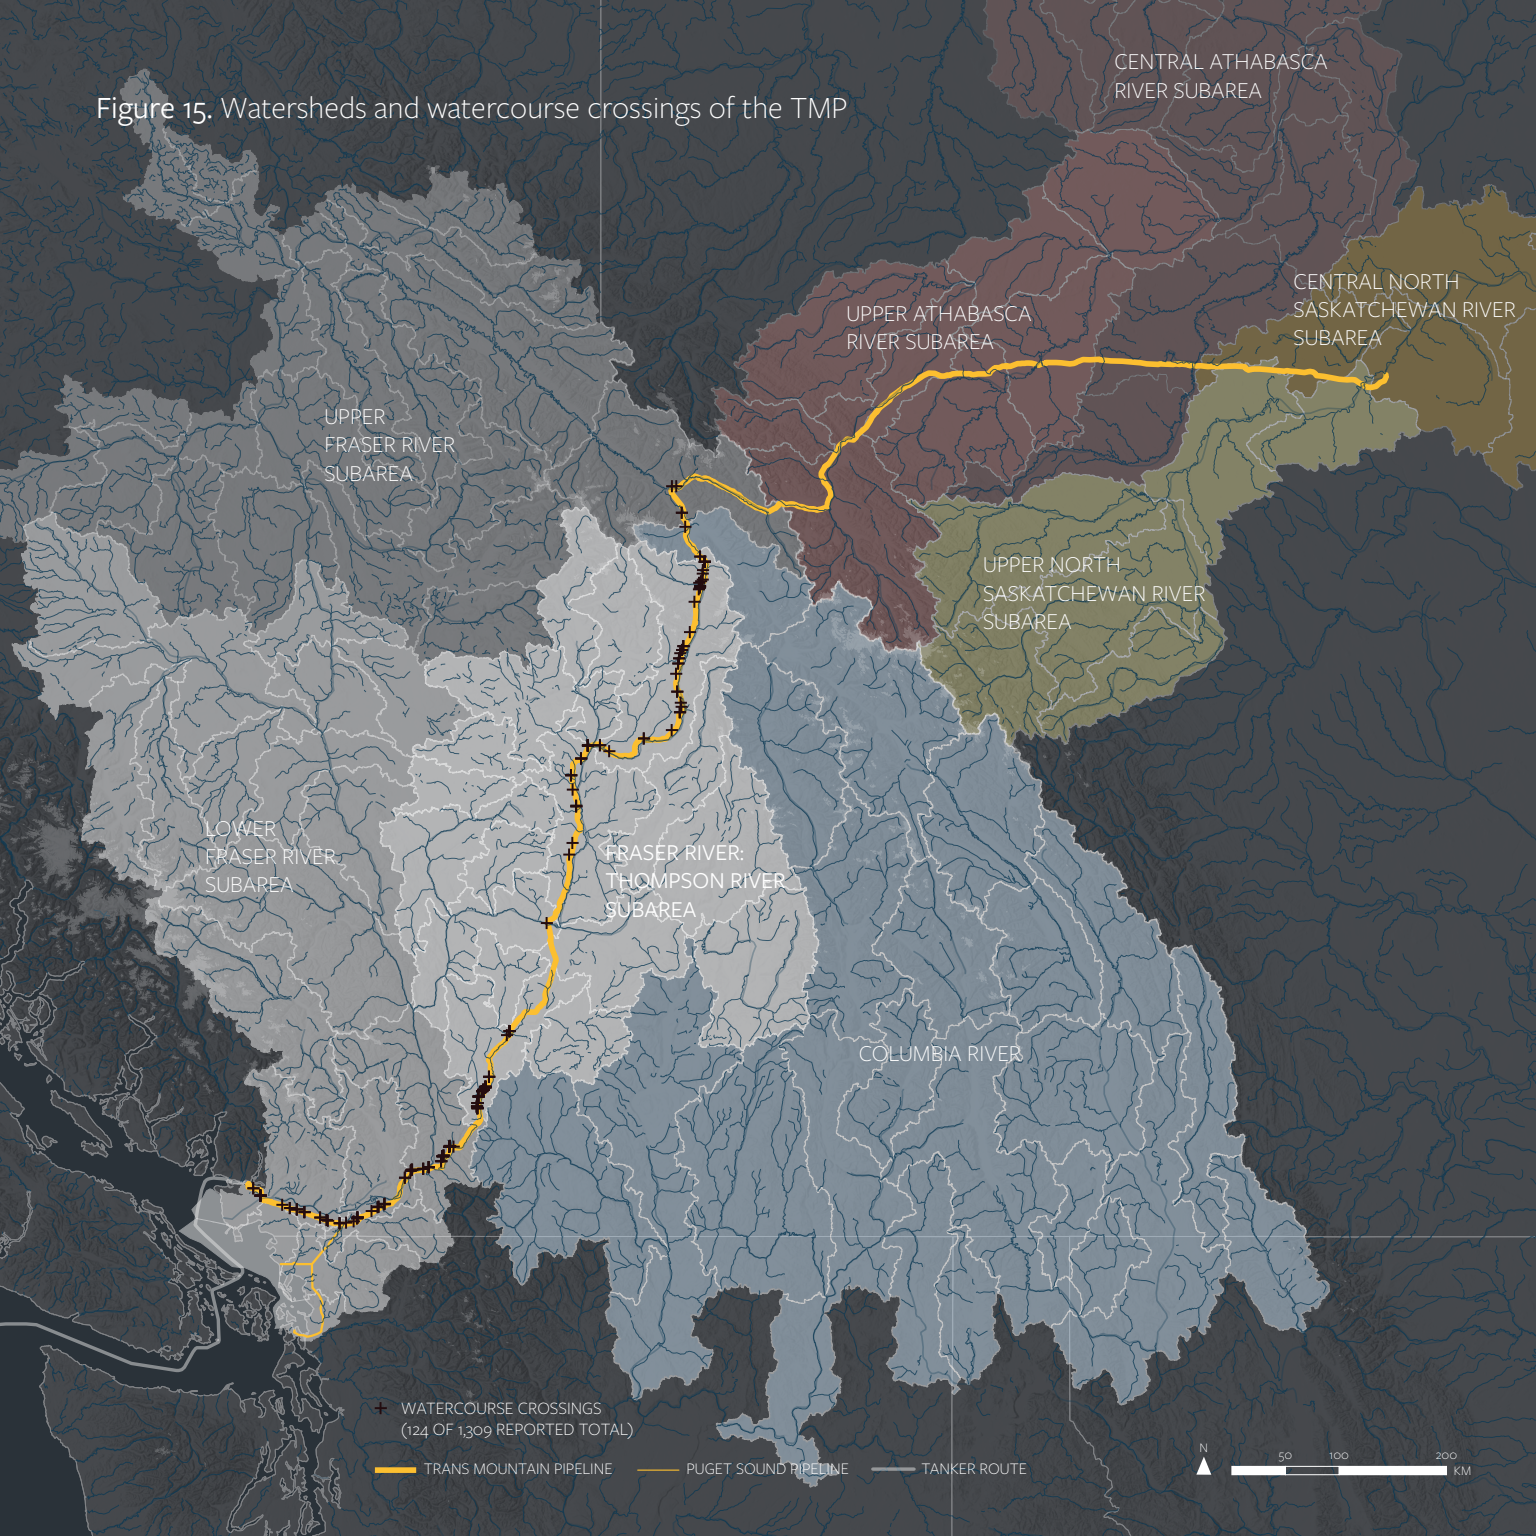 Figure 15. Watersheds and watercourse crossings of the TMP
CENTRAL ATHABASCA
RIVER SUBAREA
CENTRAL NORTH
SASKATCHEWAN RIVER
SUBAREA
UPPER ATHABASCA
RIVER SUBAREA
UPPER
FRASER RIVER
SUBAREA
UPPER NORTH
SASKATCHEWAN RIVER
SUBAREA
LOWER
FRASER RIVER
SUBAREA
FRASER RIVER:
THOMPSON RIVER
SUBAREA
COLUMBIA RIVER
WATERCOURSE CROSSINGS
(124 OF 1,309 REPORTED TOTAL)
TRANS MOUNTAIN PIPELINE
PUGET SOUND PIPELINE
TANKER ROUTE
N
50
100
200
KM